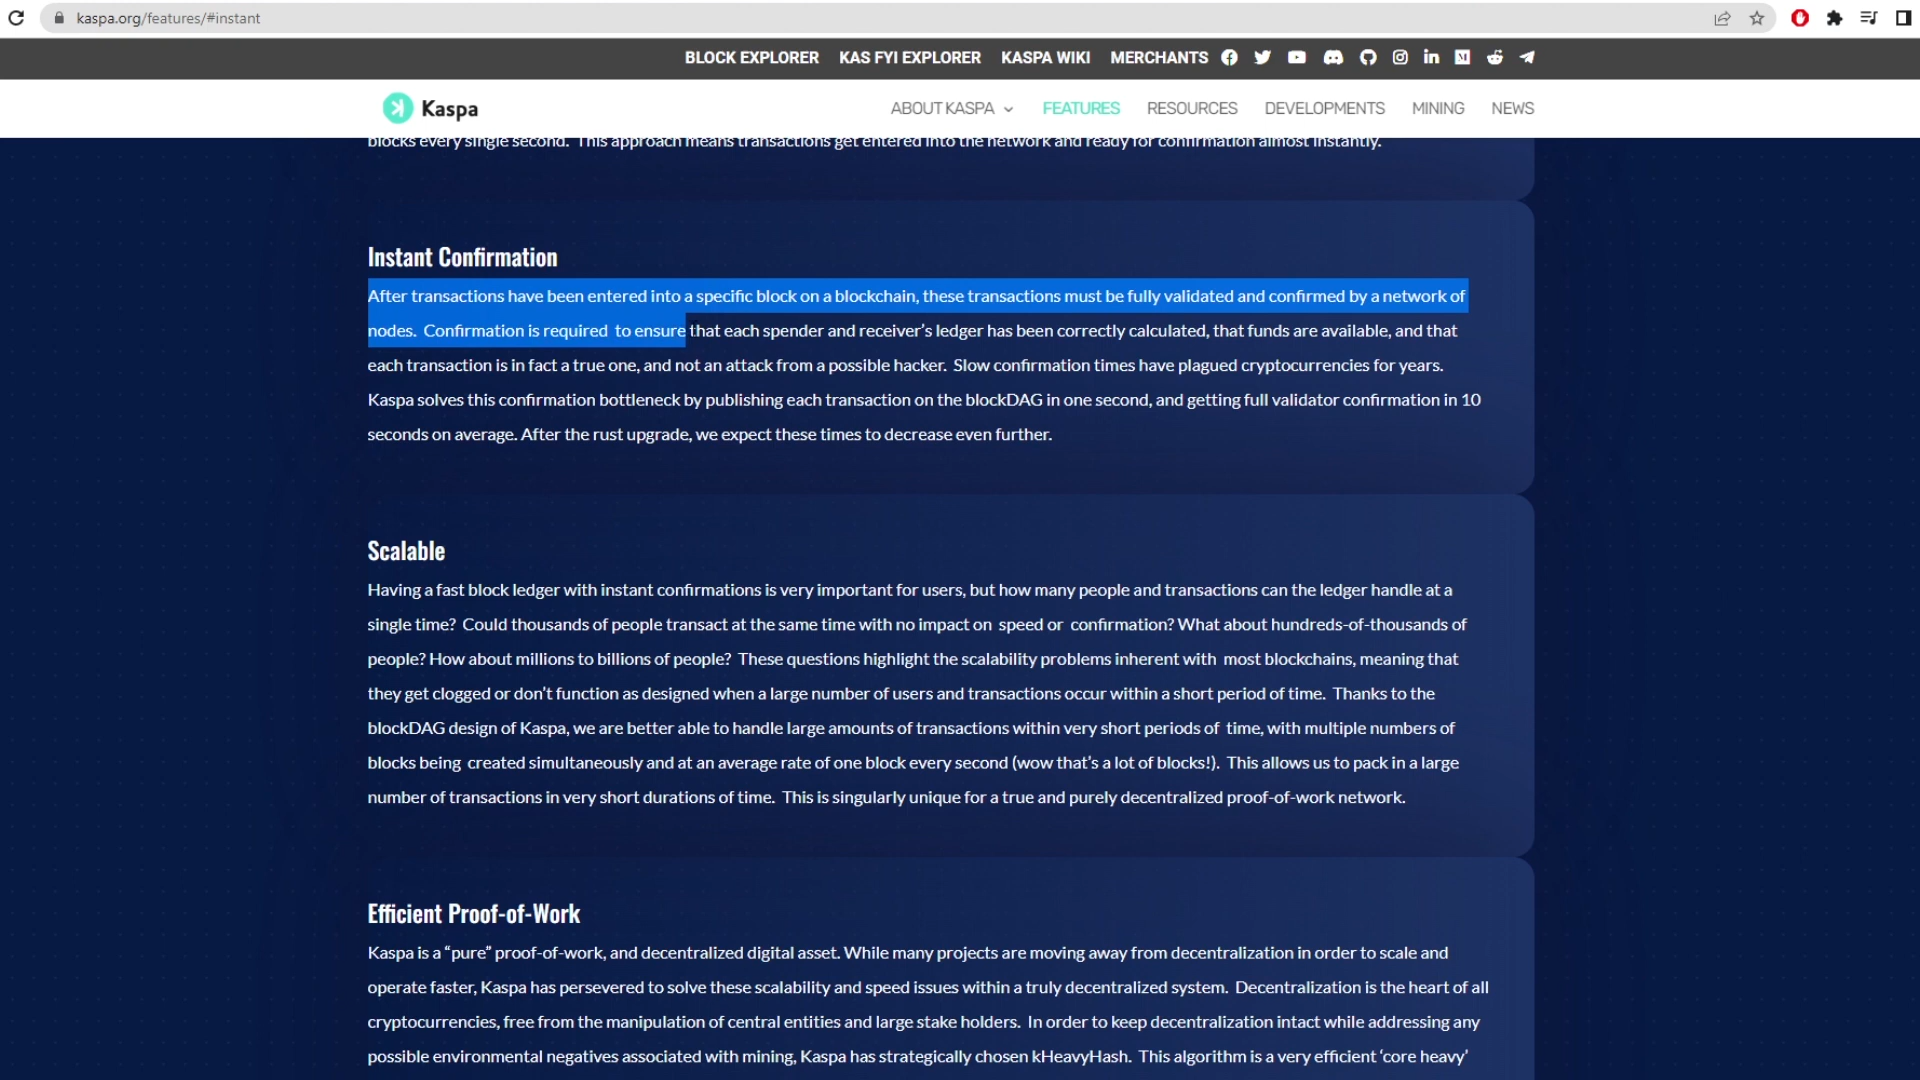 kaspa.org/features/#instant
BLOCK EXPLORER KAS FYI EXPLORER KASPA WIKI MERCHANTS
Kaspa ABOUT KASPA FEATURES RESOURCES DEVELOPMENTS MINING NEWS
blocks every single second. This approach means transactions get entered into the network and ready for confirmation almost instantly.
Instant Confirmation
After transactions have been entered into a specific block on a blockchain, these transactions must be fully validated and confirmed by a network of
nodes. Confirmation is required to ensure that each spender and receiver’s ledger has been correctly calculated, that funds are available, and that
each transaction is in fact a true one, and not an attack from a possible hacker. Slow confirmation times have plagued cryptocurrencies for years.
Kaspa solves this confirmation bottleneck by publishing each transaction on the blockDAG in one second, and getting full validator confirmation in 10
seconds on average. After the rust upgrade, we expect these times to decrease even further.
Scalable
Having a fast block ledger with instant confirmations is very important for users, but how many people and transactions can the ledger handle at a
single time? Could thousands of people transact at the same time with no impact on speed or confirmation? What about hundreds-of-thousands of
people? How about millions to billions of people? These questions highlight the scalability problems inherent with most blockchains, meaning that
they get clogged or don’t function as designed when a large number of users and transactions occur within a short period of time. Thanks to the
blockDAG design of Kaspa, we are better able to handle large amounts of transactions within very short periods of time, with multiple numbers of
blocks being created simultaneously and at an average rate of one block every second (wow that’s a lot of blocks!). This allows us to pack in a large
number of transactions in very short durations of time. This is singularly unique for a true and purely decentralized proof-of-work network.
Efficient Proof-of-Work
Kaspa is a “pure” proof-of-work, and decentralized digital asset. While many projects are moving away from decentralization in order to scale and
operate faster, Kaspa has persevered to solve these scalability and speed issues within a truly decentralized system. Decentralization is the heart of all
cryptocurrencies, free from the manipulation of central entities and large stake holders. In order to keep decentralization intact while addressing any
possible environmental negatives associated with mining, Kaspa has strategically chosen kHeavyHash. This algorithm is a very efficient ‘core heavy’